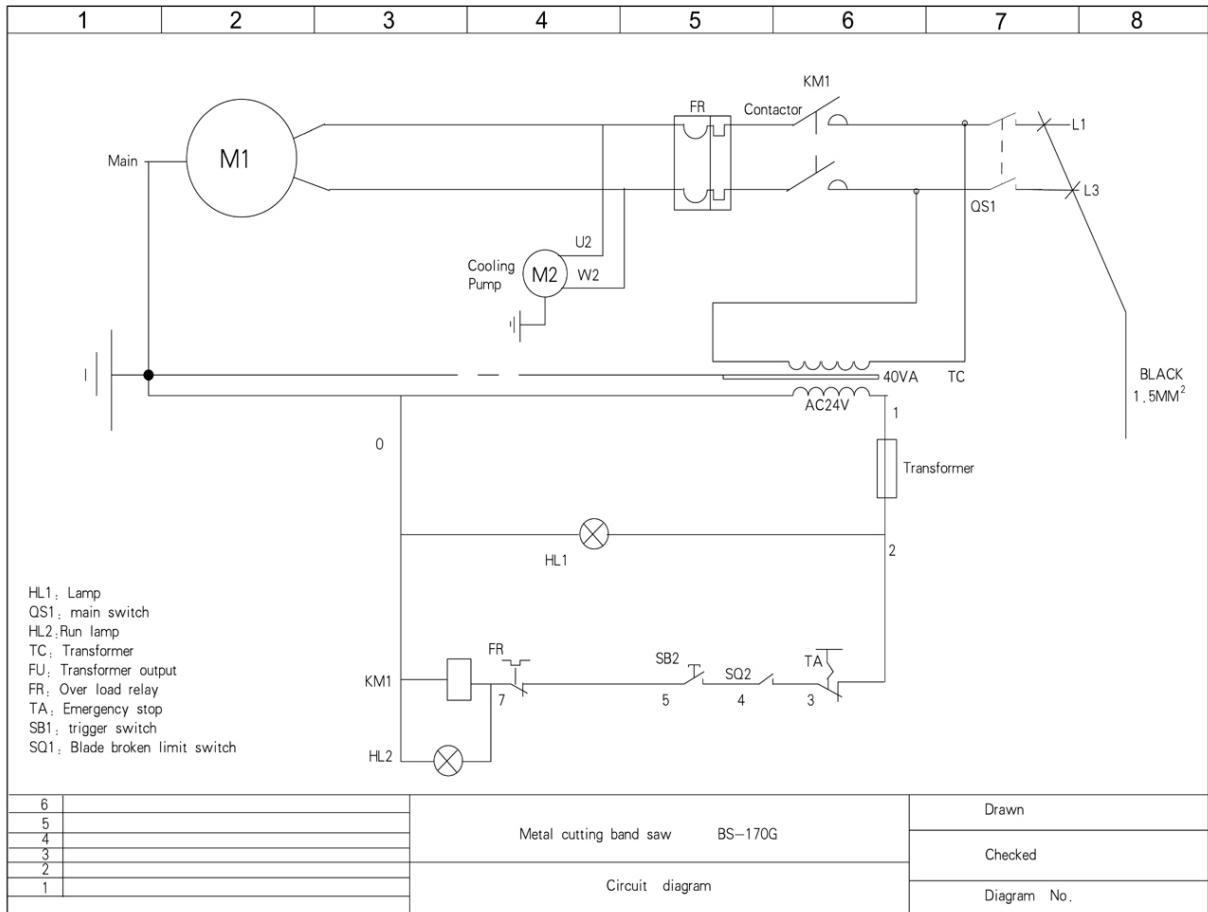 1 2 3 4 5 6 7 8
KM1
FR Contactor
L1
Main M1
L3
QS1
U2
Cooling
Pump
M2 W2
40VA TC
BLACK
1.5MM²
AC24V
1
0
Transformer
2
HL1
HL1: Lamp
QS1: main switch
HL2:Run lamp
TC: Transformer
FU: Transformer output
FR: Over load relay
TA: Emergency stop
SB1: trigger switch
SQ1: Blade broken limit switch
FR
SB2
TA
SQ2
KM1
7 5 4 3
HL2
6
5
4
3
2
1
Metal cutting band saw BS-170G
Circuit diagram
Drawn
Checked
Diagram No.